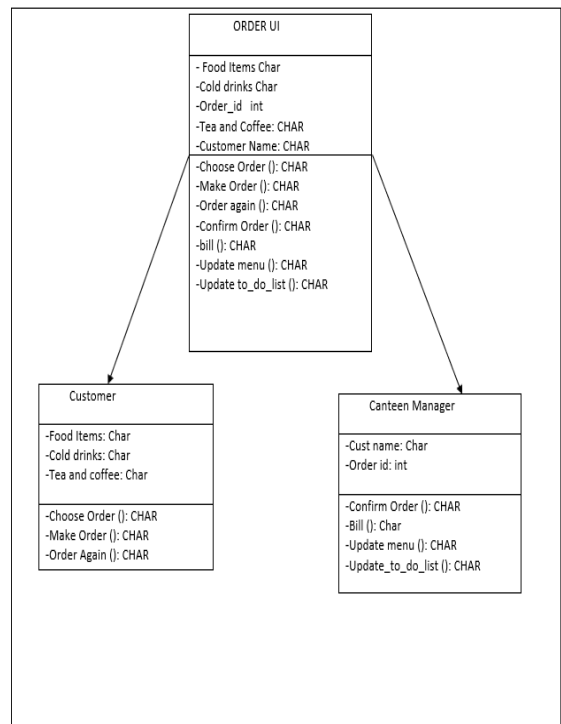 ORDER UI
- Food Items Char
-Cold drinks Char
-Order_id int
-Tea and Coffee: CHAR
-Customer Name: CHAR
-Choose Order (): CHAR
-Make Order (): CHAR
-Order again (): CHAR
-Confirm Order (): CHAR
-bill (): CHAR
-Update menu (): CHAR
-Update to_do_list (): CHAR
Customer
-Food Items: Char
-Cold drinks: Char
-Tea and coffee: Char
-Choose Order (): CHAR
-Make Order (): CHAR
-Order Again (): CHAR
Canteen Manager
-Cust name: Char
-Order id: int
-Confirm Order (): CHAR
-Bill (): Char
-Update menu (): CHAR
-Update_to_do_list (): CHAR